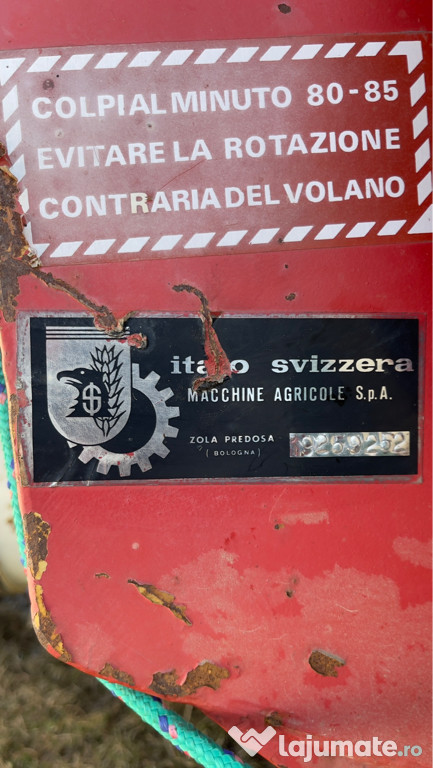 COLPI AL MINUTO 80-85
EVITARE LA ROTAZIONE
CONTRARIA DEL VOLANO
italo svizzera
MACCHINE AGRICOLE S.p.A.
ZOLA PREDOSA
(BOLOGNA)
lajumate.ro